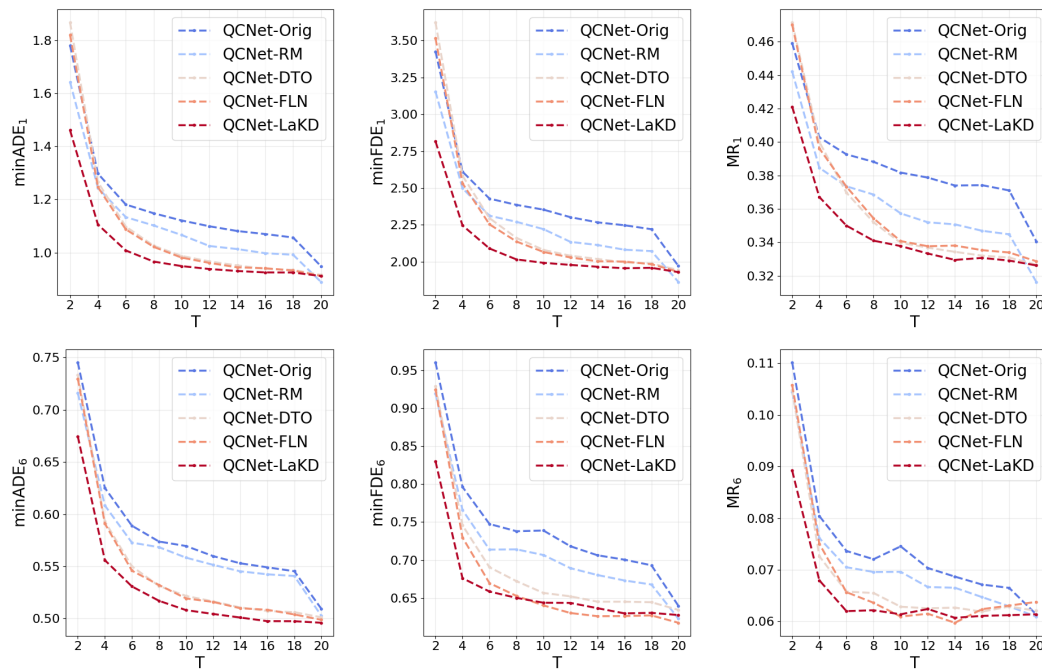 minADE1
1.8
1.6
1.4
1.2
1.0
QCNet-Orig
QCNet-RM
QCNet-DTO
QCNet-FLN
QCNet-LaKD
2 4 6 8 10 12 14 16 18 20
T
minFDE1
3.50
3.25
3.00
2.75
2.50
2.25
2.00
QCNet-Orig
QCNet-RM
QCNet-DTO
QCNet-FLN
QCNet-LaKD
2 4 6 8 10 12 14 16 18 20
T
MR1
0.46
0.44
0.42
0.40
0.38
0.36
0.34
0.32
QCNet-Orig
QCNet-RM
QCNet-DTO
QCNet-FLN
QCNet-LaKD
2 4 6 8 10 12 14 16 18 20
T
minADE6
0.75
0.70
0.65
0.60
0.55
0.50
QCNet-Orig
QCNet-RM
QCNet-DTO
QCNet-FLN
QCNet-LaKD
2 4 6 8 10 12 14 16 18 20
T
minFDE6
0.95
0.90
0.85
0.80
0.75
0.70
0.65
QCNet-Orig
QCNet-RM
QCNet-DTO
QCNet-FLN
QCNet-LaKD
2 4 6 8 10 12 14 16 18 20
T
MR6
0.11
0.10
0.09
0.08
0.07
0.06
QCNet-Orig
QCNet-RM
QCNet-DTO
QCNet-FLN
QCNet-LaKD
2 4 6 8 10 12 14 16 18 20
T